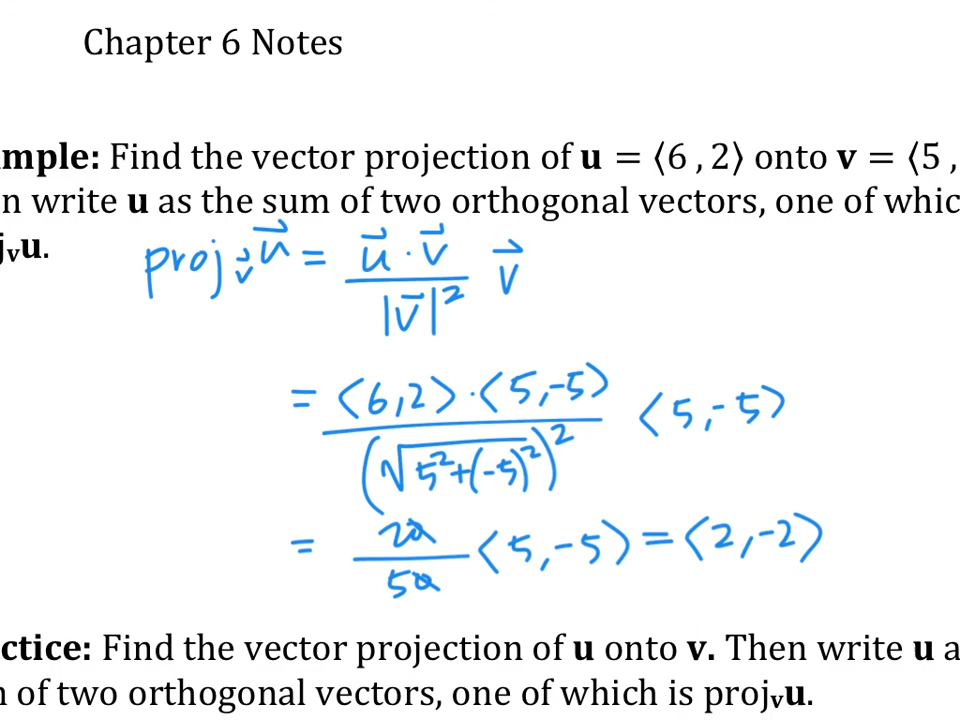 Chapter 6 Notes
mple: Find the vector projection of u = ⟨6 , 2⟩ onto v = ⟨5 ,
n write u as the sum of two orthogonal vectors, one of whic
jᵥu.
proj_v⃗ u⃗ = (u⃗ · v⃗)/|v⃗|² v⃗
= (⟨6,2⟩ · ⟨5,-5⟩)/(√(5²+(-5)²))² ⟨5,-5⟩
= 20/50 ⟨5,-5⟩ = ⟨2,-2⟩
ctice: Find the vector projection of u onto v. Then write u a
n of two orthogonal vectors, one of which is projᵥu.